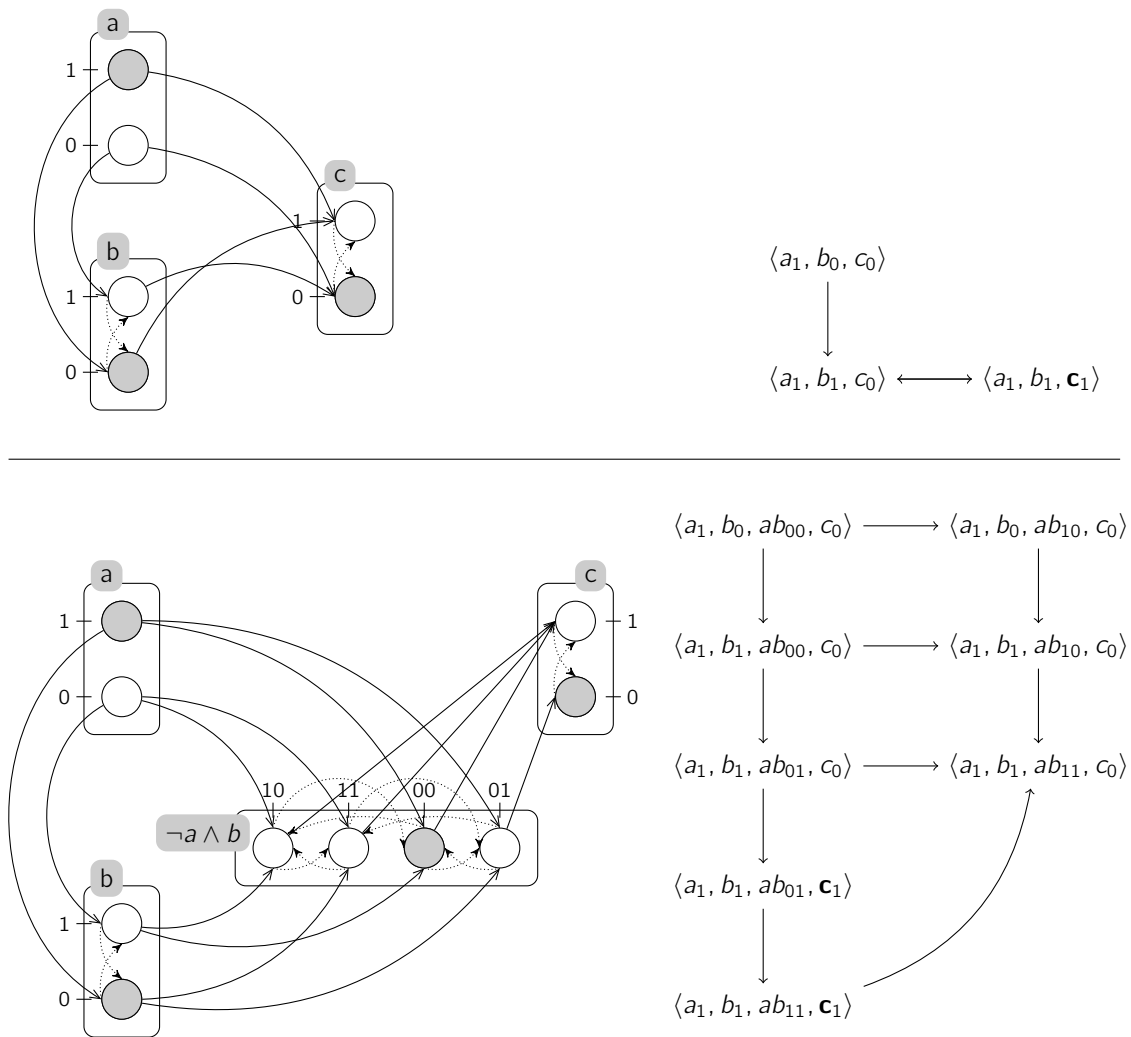 a
1
0
c
1
0
b
1
0
⟨a₁, b₀, c₀⟩
⟨a₁, b₁, c₀⟩ ⟨a₁, b₁, c₁⟩
a
1
0
c
1
0
10 11 00 01
¬a ∧ b
b
1
0
⟨a₁, b₀, ab₀₀, c₀⟩ ⟨a₁, b₀, ab₁₀, c₀⟩
⟨a₁, b₁, ab₀₀, c₀⟩ ⟨a₁, b₁, ab₁₀, c₀⟩
⟨a₁, b₁, ab₀₁, c₀⟩ ⟨a₁, b₁, ab₁₁, c₀⟩
⟨a₁, b₁, ab₀₁, c₁⟩
⟨a₁, b₁, ab₁₁, c₁⟩